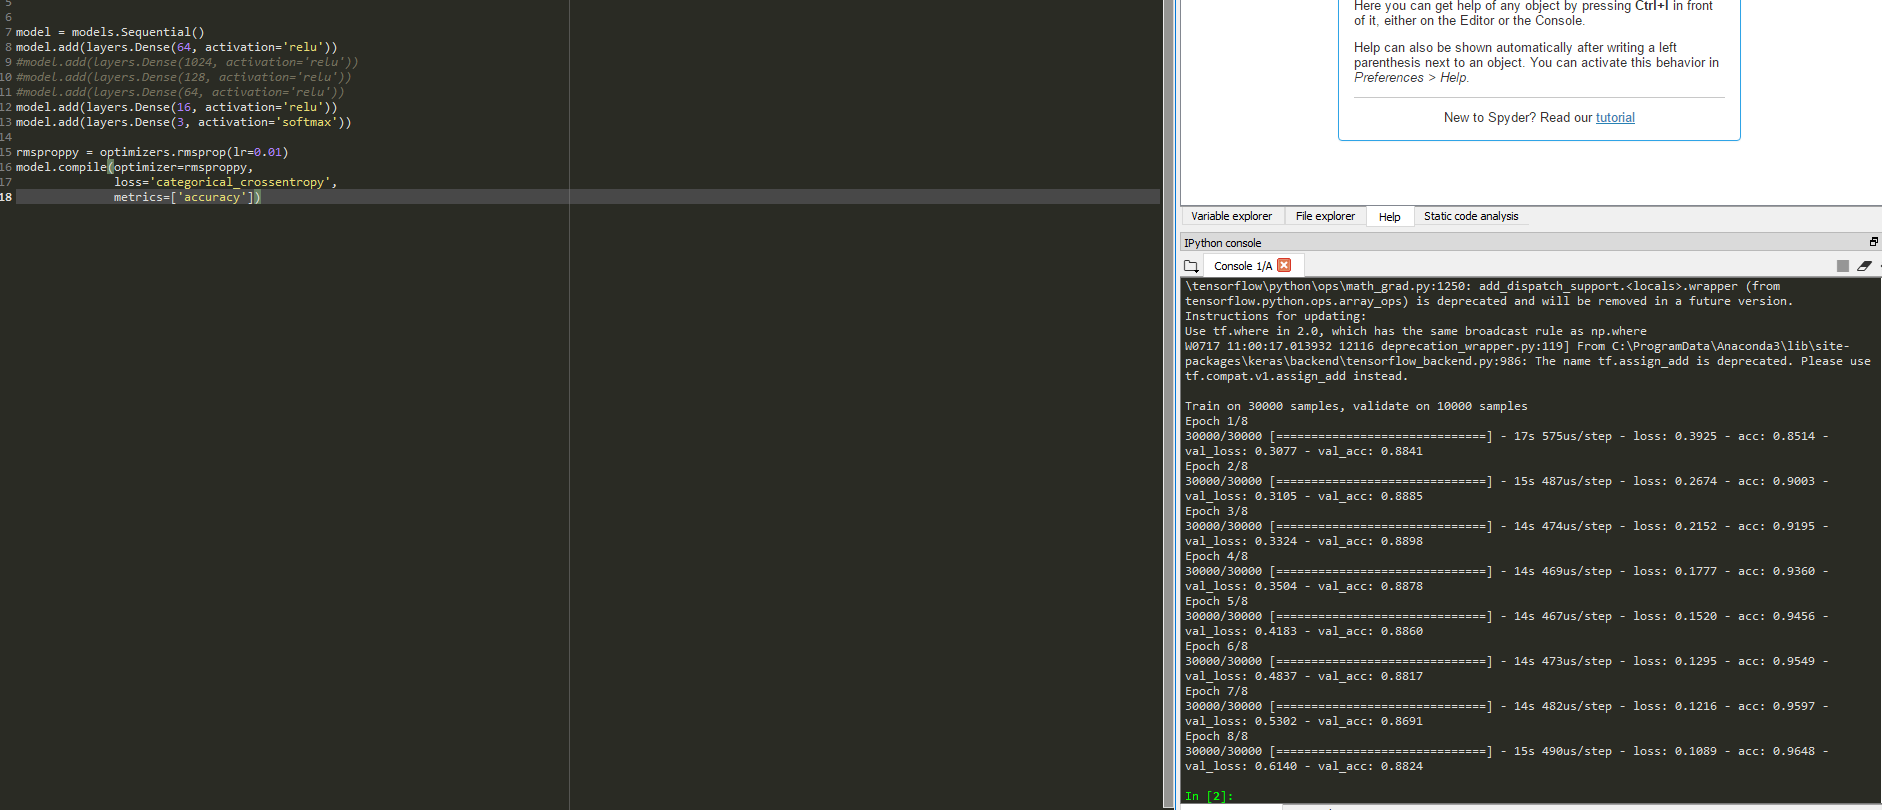 5
6
7 model = models.Sequential()
8 model.add(layers.Dense(64, activation='relu'))
9 #model.add(layers.Dense(1024, activation='relu'))
10 #model.add(layers.Dense(128, activation='relu'))
11 #model.add(layers.Dense(64, activation='relu'))
12 model.add(layers.Dense(16, activation='relu'))
13 model.add(layers.Dense(3, activation='softmax'))
14
15 rmsproppy = optimizers.rmsprop(lr=0.01)
16 model.compile(optimizer=rmsproppy,
17 loss='categorical_crossentropy',
18 metrics=['accuracy'])
Here you can get help of any object by pressing Ctrl+I in front
of it, either on the Editor or the Console.
Help can also be shown automatically after writing a left
parenthesis next to an object. You can activate this behavior in
Preferences > Help.
New to Spyder? Read our tutorial
Variable explorer File explorer Help Static code analysis
IPython console
Console 1/A
\tensorflow\python\ops\math_grad.py:1250: add_dispatch_support.<locals>.wrapper (from
tensorflow.python.ops.array_ops) is deprecated and will be removed in a future version.
Instructions for updating:
Use tf.where in 2.0, which has the same broadcast rule as np.where
W0717 11:00:17.013932 12116 deprecation_wrapper.py:119] From C:\ProgramData\Anaconda3\lib\site-
packages\keras\backend\tensorflow_backend.py:986: The name tf.assign_add is deprecated. Please use
tf.compat.v1.assign_add instead.
Train on 30000 samples, validate on 10000 samples
Epoch 1/8
30000/30000 [==============================] - 17s 575us/step - loss: 0.3925 - acc: 0.8514 -
val_loss: 0.3077 - val_acc: 0.8841
Epoch 2/8
30000/30000 [==============================] - 15s 487us/step - loss: 0.2674 - acc: 0.9003 -
val_loss: 0.3105 - val_acc: 0.8885
Epoch 3/8
30000/30000 [==============================] - 14s 474us/step - loss: 0.2152 - acc: 0.9195 -
val_loss: 0.3324 - val_acc: 0.8898
Epoch 4/8
30000/30000 [==============================] - 14s 469us/step - loss: 0.1777 - acc: 0.9360 -
val_loss: 0.3504 - val_acc: 0.8878
Epoch 5/8
30000/30000 [==============================] - 14s 467us/step - loss: 0.1520 - acc: 0.9456 -
val_loss: 0.4183 - val_acc: 0.8860
Epoch 6/8
30000/30000 [==============================] - 14s 473us/step - loss: 0.1295 - acc: 0.9549 -
val_loss: 0.4837 - val_acc: 0.8817
Epoch 7/8
30000/30000 [==============================] - 14s 482us/step - loss: 0.1216 - acc: 0.9597 -
val_loss: 0.5302 - val_acc: 0.8691
Epoch 8/8
30000/30000 [==============================] - 15s 490us/step - loss: 0.1089 - acc: 0.9648 -
val_loss: 0.6140 - val_acc: 0.8824
In [2]: